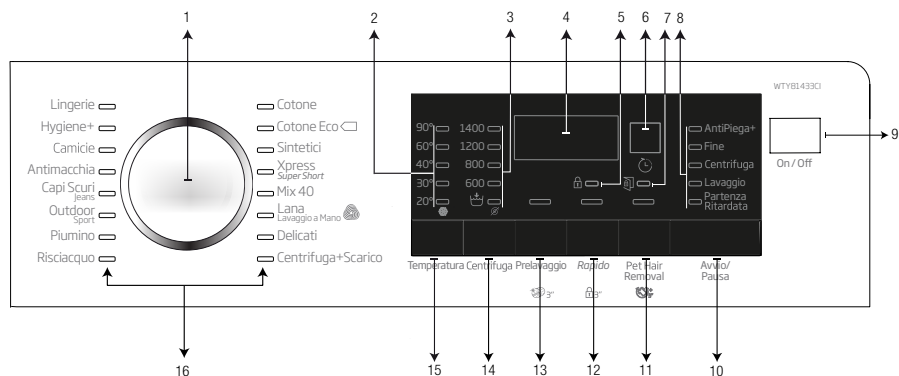 1
2
3
4
5
6
7
8
WTYB1433CI
Lingerie
Hygiene+
Camicie
Antimacchia
Capi Scuri
Jeans
Outdoor
Sport
Piumino
Risciacquo
Cotone
Cotone Eco
Sintetici
Xpress
Super Short
Mix 40
Lana
Lavaggio a Mano
Delicati
Centrifuga+Scarico
90° 1400
60° 1200
40° 800
30° 600
20°
AntiPiega+
Fine
Centrifuga
Lavaggio
Partenza
Ritardata
On / Off
9
Temperatura
Centrifuga
Prelavaggio
3"
Rapido
3"
Pet Hair
Removal
Avvio/
Pausa
16
15
14
13
12
11
10